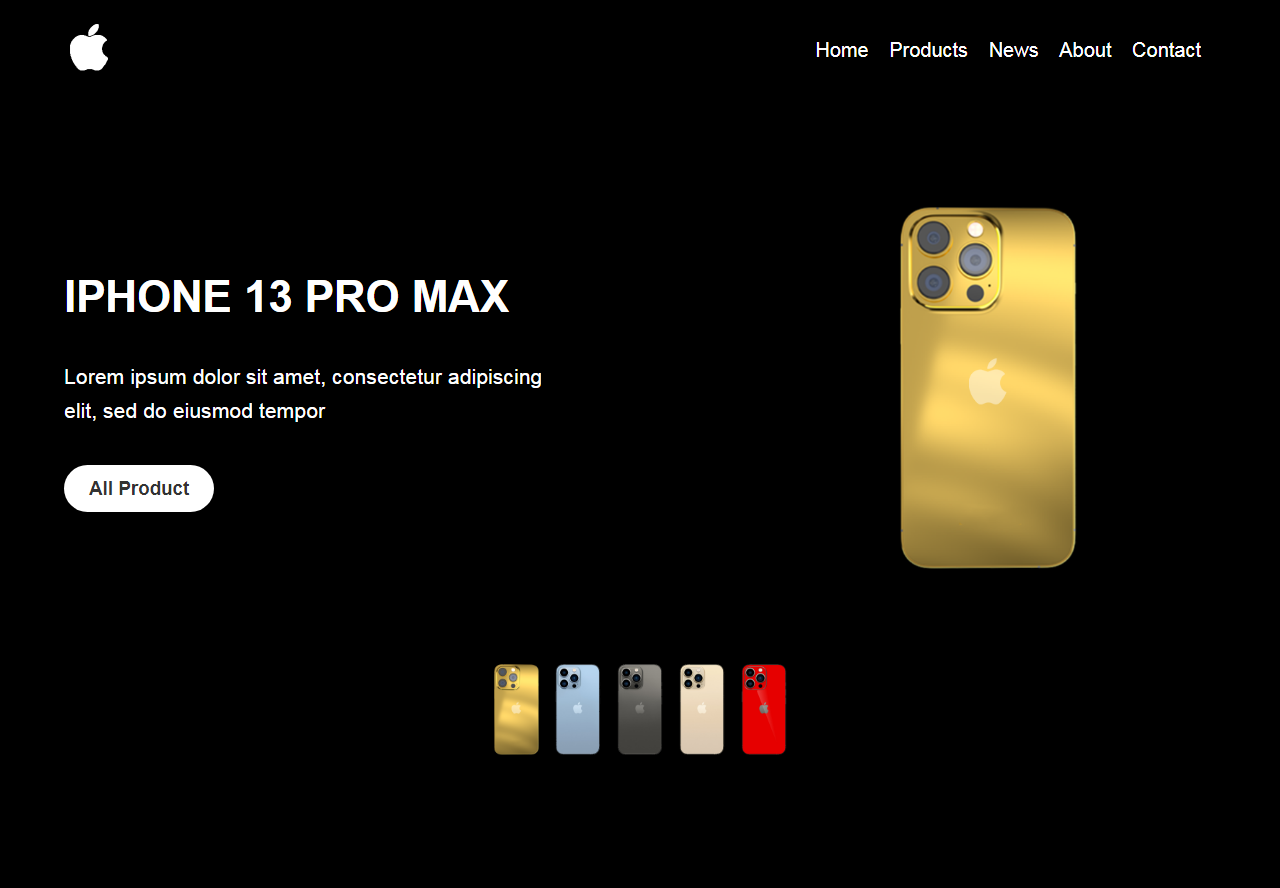 Home Products News About Contact
IPHONE 13 PRO MAX
Lorem ipsum dolor sit amet, consectetur adipiscing
elit, sed do eiusmod tempor
All Product